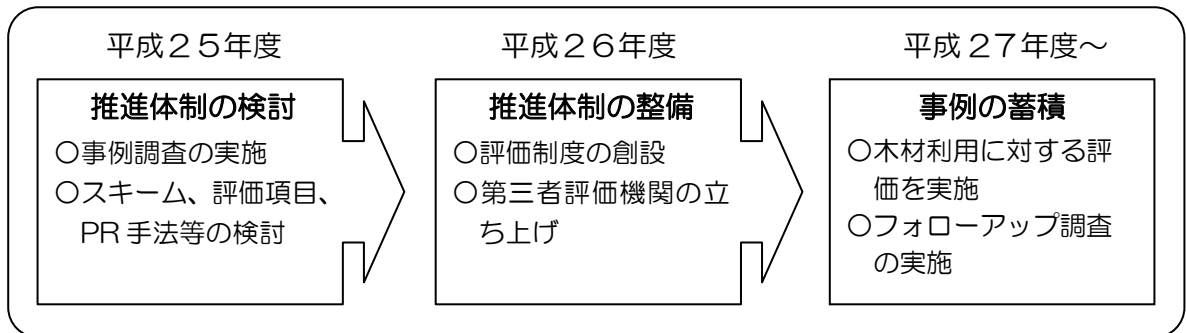 平成２５年度
推進体制の検討
○事例調査の実施
○スキーム、評価項目、
PR手法等の検討
平成２６年度
推進体制の整備
○評価制度の創設
○第三者評価機関の立
ち上げ
平成27年度～
事例の蓄積
○木材利用に対する評
価を実施
○フォローアップ調査
の実施